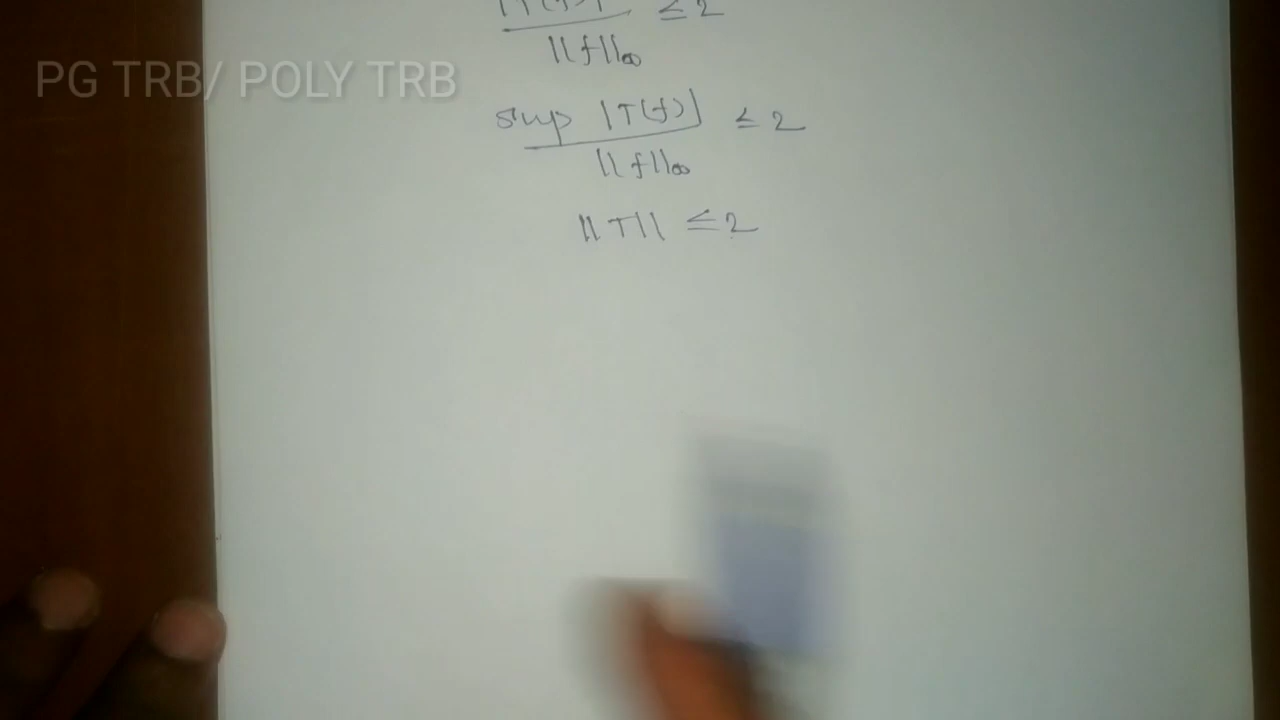 |T(f)| ≤ 2
||f||∞
PG TRB/ POLY TRB
sup |T(f)| ≤ 2
||f||∞
||T|| ≤ 2